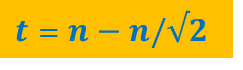 t = n − n/√2